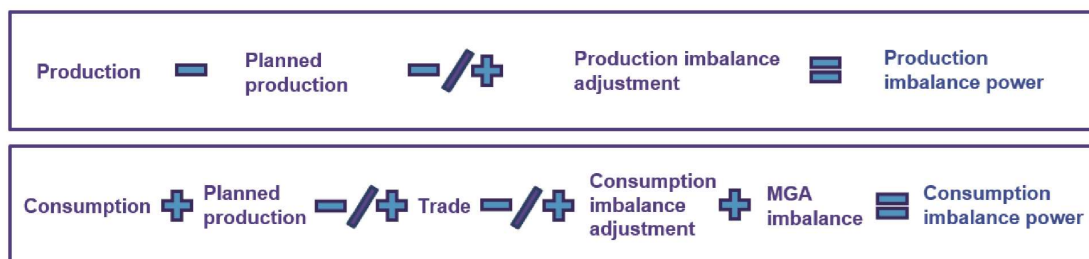 Production − Planned production −/+ Production imbalance adjustment = Production imbalance power
Consumption + Planned production −/+ Trade −/+ Consumption imbalance adjustment + MGA imbalance = Consumption imbalance power